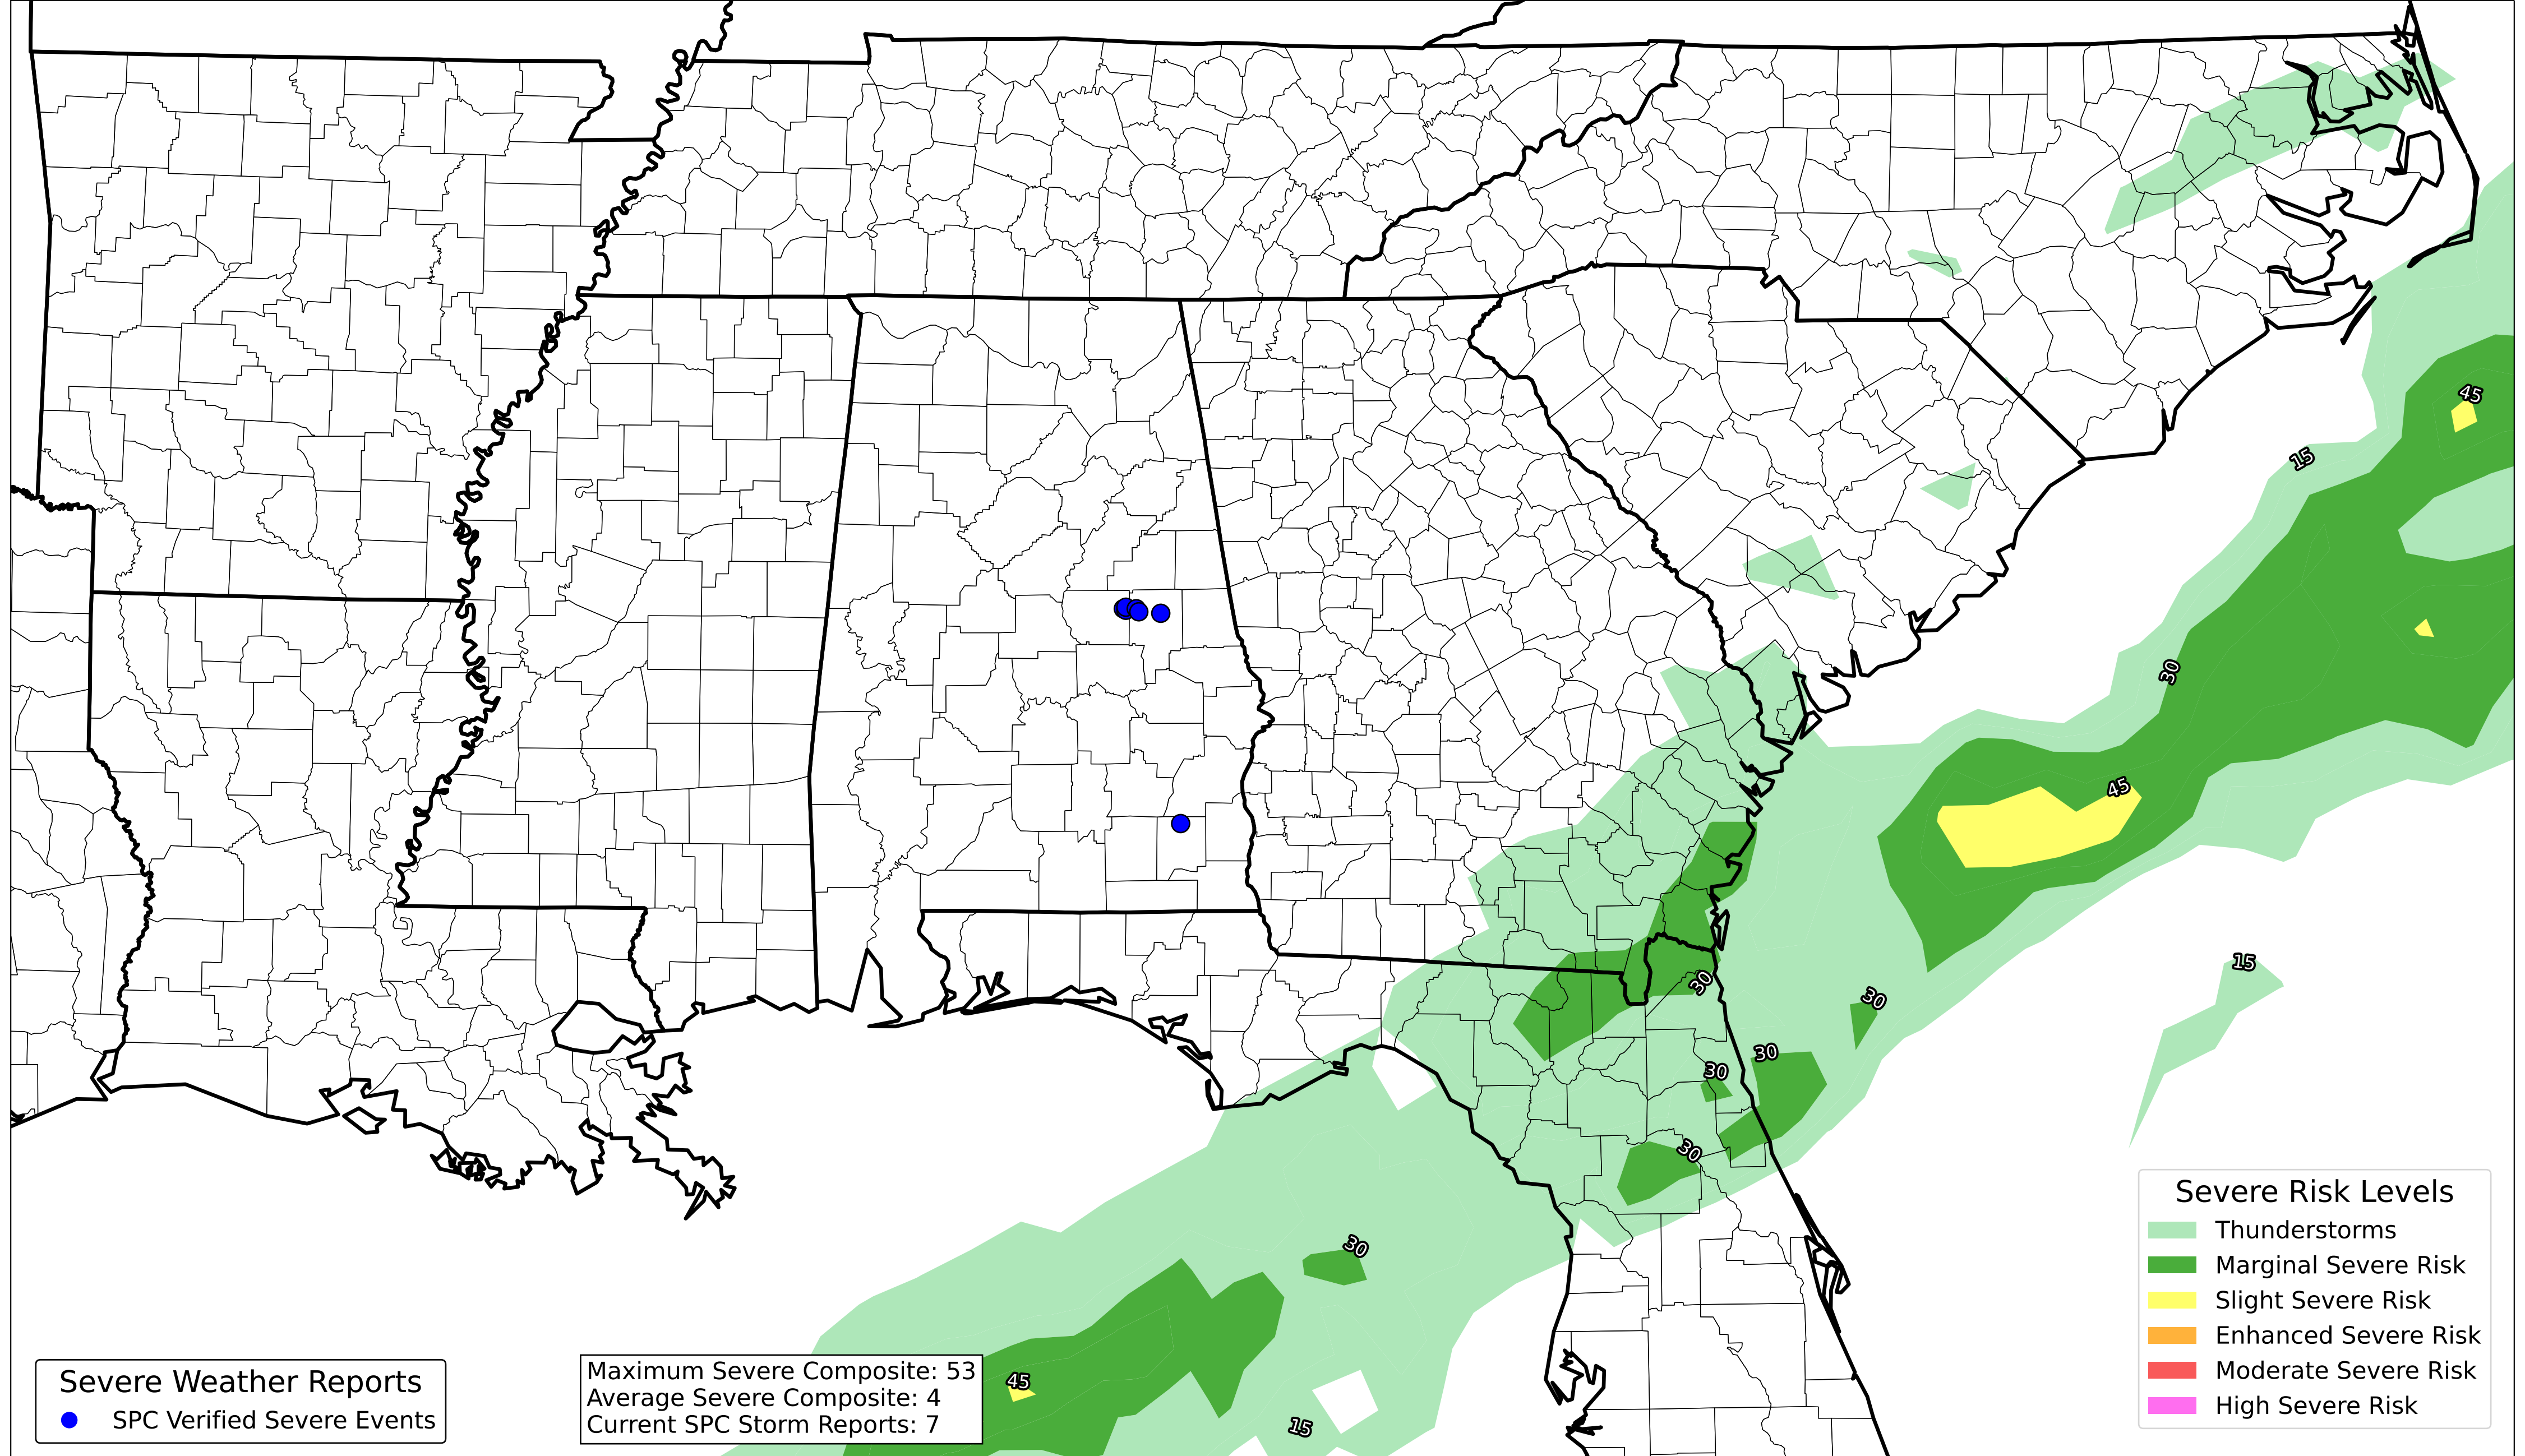 45
15
30
45
15
30
30
30
30
30
30
45
15
Severe Risk Levels
Thunderstorms
Marginal Severe Risk
Slight Severe Risk
Enhanced Severe Risk
Moderate Severe Risk
High Severe Risk
Severe Weather Reports
SPC Verified Severe Events
Maximum Severe Composite: 53
Average Severe Composite: 4
Current SPC Storm Reports: 7